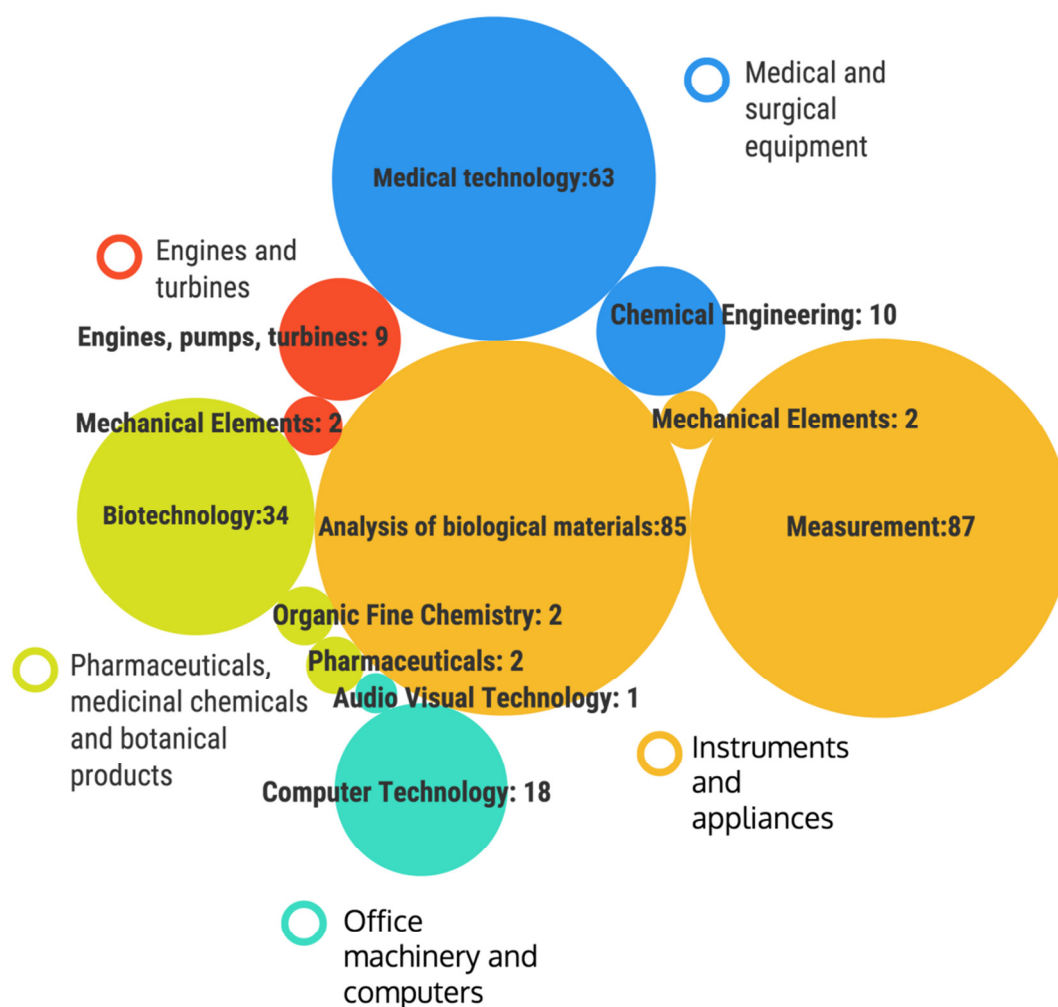 Medical and
surgical
equipment
Medical technology:63
Engines and
turbines
Chemical Engineering: 10
Engines, pumps, turbines: 9
Mechanical Elements: 2
Mechanical Elements: 2
Biotechnology:34
Analysis of biological materials:85
Measurement:87
Organic Fine Chemistry: 2
Pharmaceuticals: 2
Pharmaceuticals,
medicinal chemicals
and botanical
products
Audio Visual Technology: 1
Instruments
and
appliances
Computer Technology: 18
Office
machinery and
computers